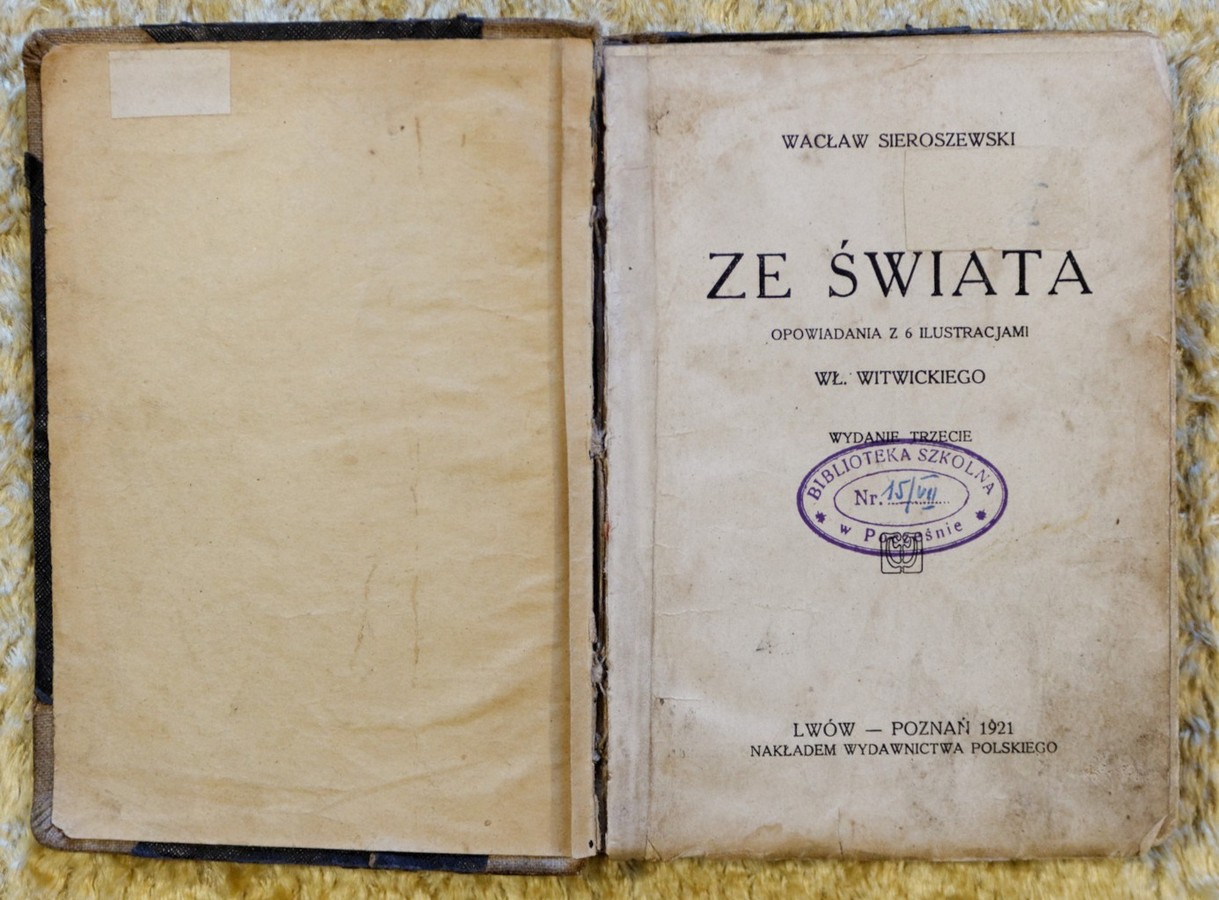 WACŁAW SIEROSZEWSKI
ZE ŚWIATA
OPOWIADANIA Z 6 ILUSTRACJAMI
WŁ. WITWICKIEGO
WYDANIE TRZECIE
BIBLIOTEKA SZKOLNA
Nr. 15/VII
w
LWÓW — POZNAŃ 1921
NAKŁADEM WYDAWNICTWA POLSKIEGO